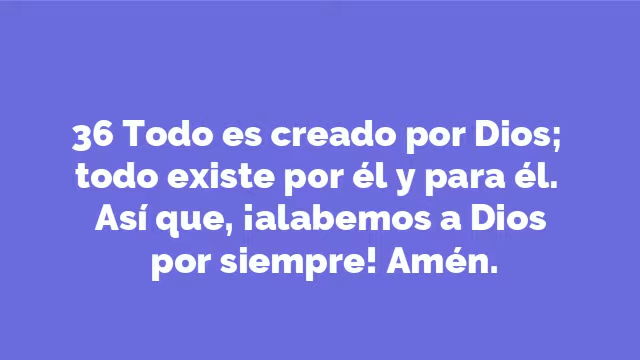 36 Todo es creado por Dios;
todo existe por él y para él.
Así que, ¡alabemos a Dios
por siempre! Amén.